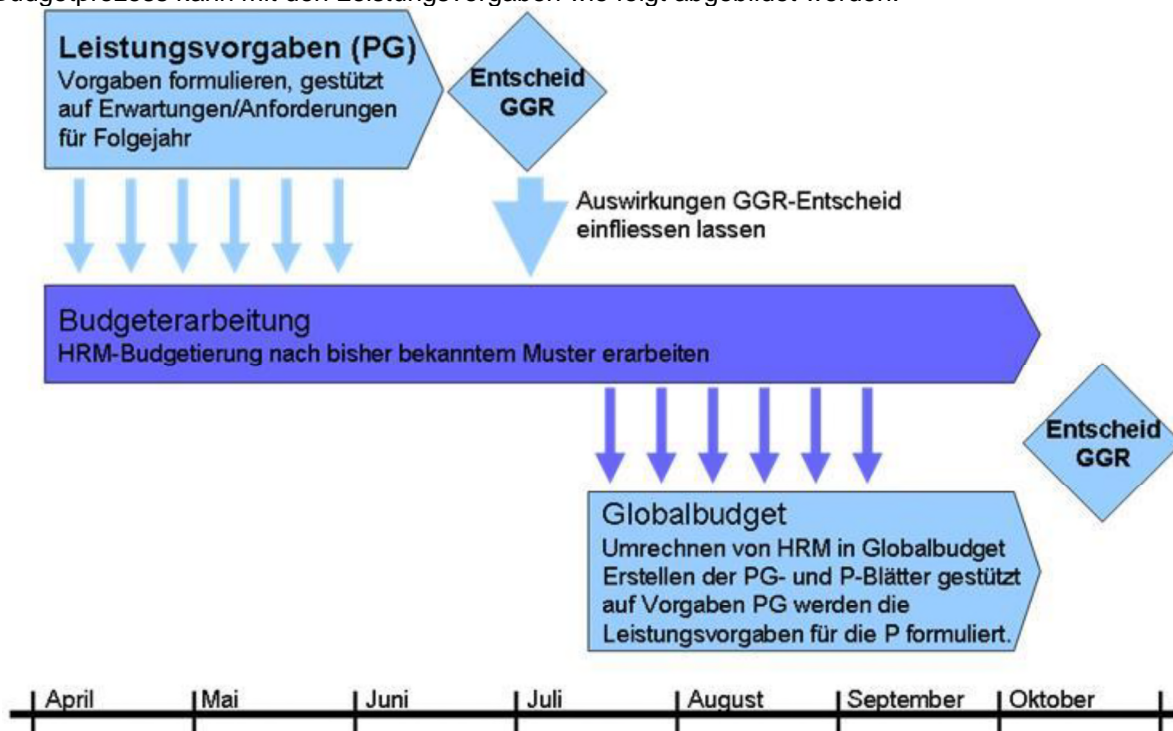 Budgetprozess kann mit den Leistungsvorgaben wie folgt abgebildet werden:
Leistungsvorgaben (PG)
Vorgaben formulieren, gestützt
auf Erwartungen/Anforderungen
für Folgejahr
Entscheid
GGR
Auswirkungen GGR-Entscheid
einfliessen lassen
Budgeterarbeitung
HRM-Budgetierung nach bisher bekanntem Muster erarbeiten
Entscheid
GGR
Globalbudget
Umrechnen von HRM in Globalbudget
Erstellen der PG- und P-Blätter gestützt
auf Vorgaben PG werden die
Leistungsvorgaben für die P formuliert.
April Mai Juni Juli August September Oktober